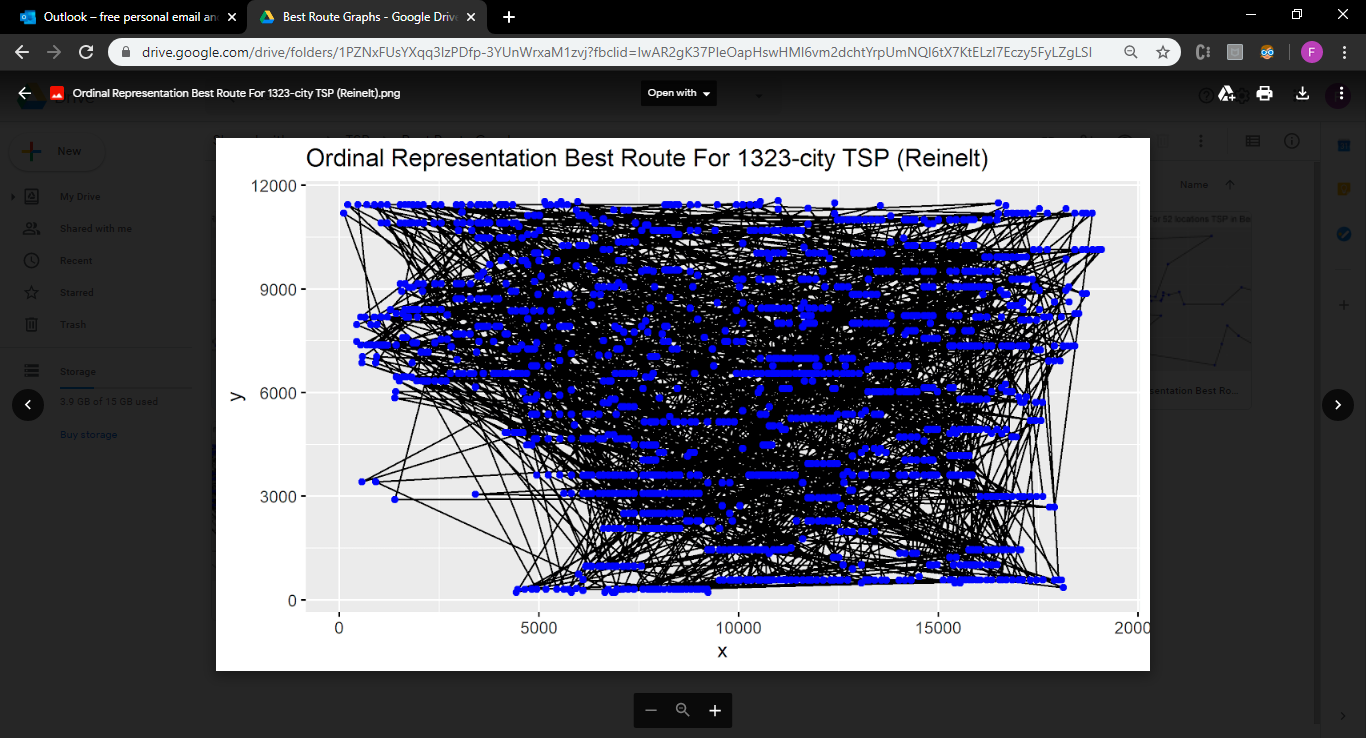 Outlook – free personal email an
Best Route Graphs - Google Drive
drive.google.com/drive/folders/1PZNxFUsYXqq3lzPDfp-3YUnWrxaM1zvj?fbclid=IwAR2gK37PIeOapHswHMI6vm2dchtYrpUmNQI6tX7KtELzI7Eczy5FyLZgLSI
F
Ordinal Representation Best Route For 1323-city TSP (Reinelt).png
Open with
New
My Drive
Shared with me
Recent
Starred
Trash
Storage
3.9 GB of 15 GB used
Buy storage
Name
sentation Best Ro...
Ordinal Representation Best Route For 1323-city TSP (Reinelt)
12000
9000
6000
3000
0
y
0
5000
10000
15000
2000
x